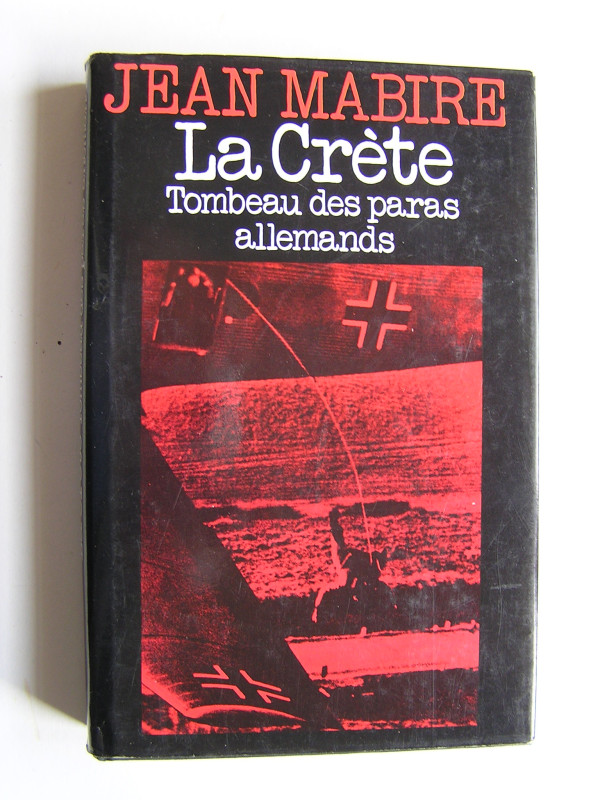 JEAN MABIRE
La Crète
Tombeau des paras
allemands